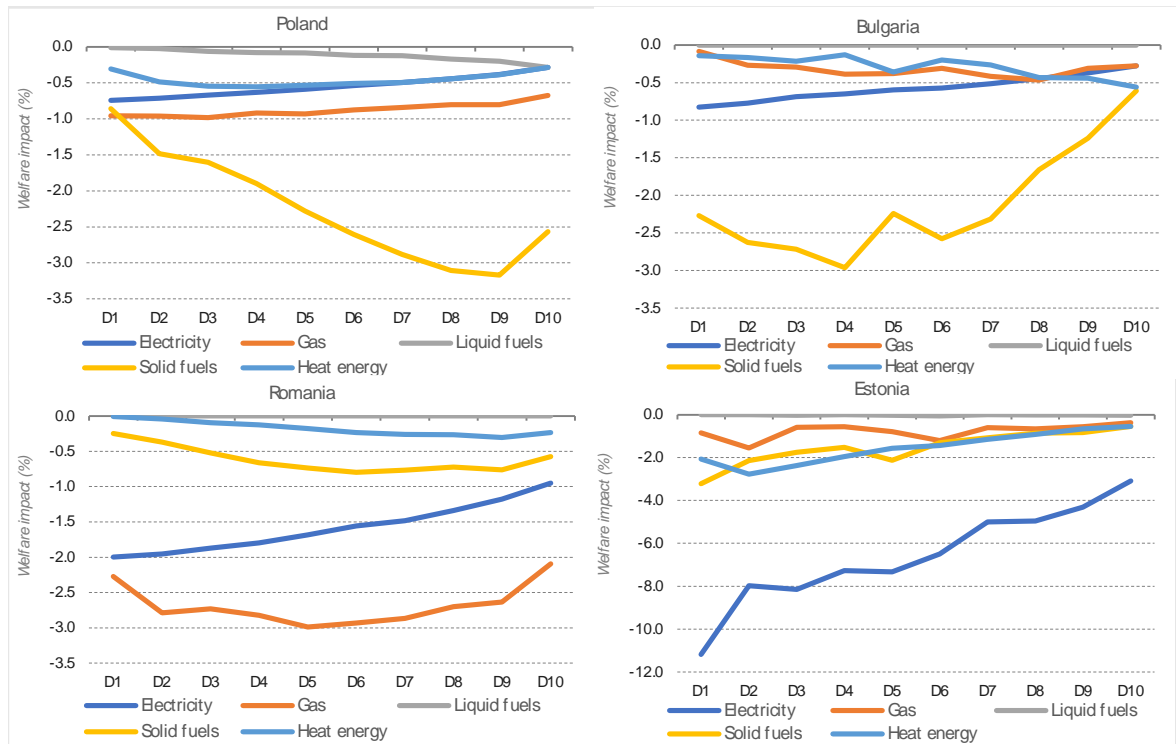 Poland
0.0
-0.5
-1.0
-1.5
-2.0
-2.5
-3.0
-3.5
Welfare impact (%)
D1 D2 D3 D4 D5 D6 D7 D8 D9 D10
Electricity Gas Liquid fuels
Solid fuels Heat energy
Bulgaria
0.0
-0.5
-1.0
-1.5
-2.0
-2.5
-3.0
-3.5
Welfare impact (%)
D1 D2 D3 D4 D5 D6 D7 D8 D9 D10
Electricity Gas Liquid fuels
Solid fuels Heat energy
Romania
0.0
-0.5
-1.0
-1.5
-2.0
-2.5
-3.0
-3.5
Welfare impact (%)
D1 D2 D3 D4 D5 D6 D7 D8 D9 D10
Electricity Gas Liquid fuels
Solid fuels Heat energy
Estonia
0.0
-2.0
-4.0
-6.0
-8.0
-10.0
-12.0
Welfare impact (%)
D1 D2 D3 D4 D5 D6 D7 D8 D9 D10
Electricity Gas Liquid fuels
Solid fuels Heat energy